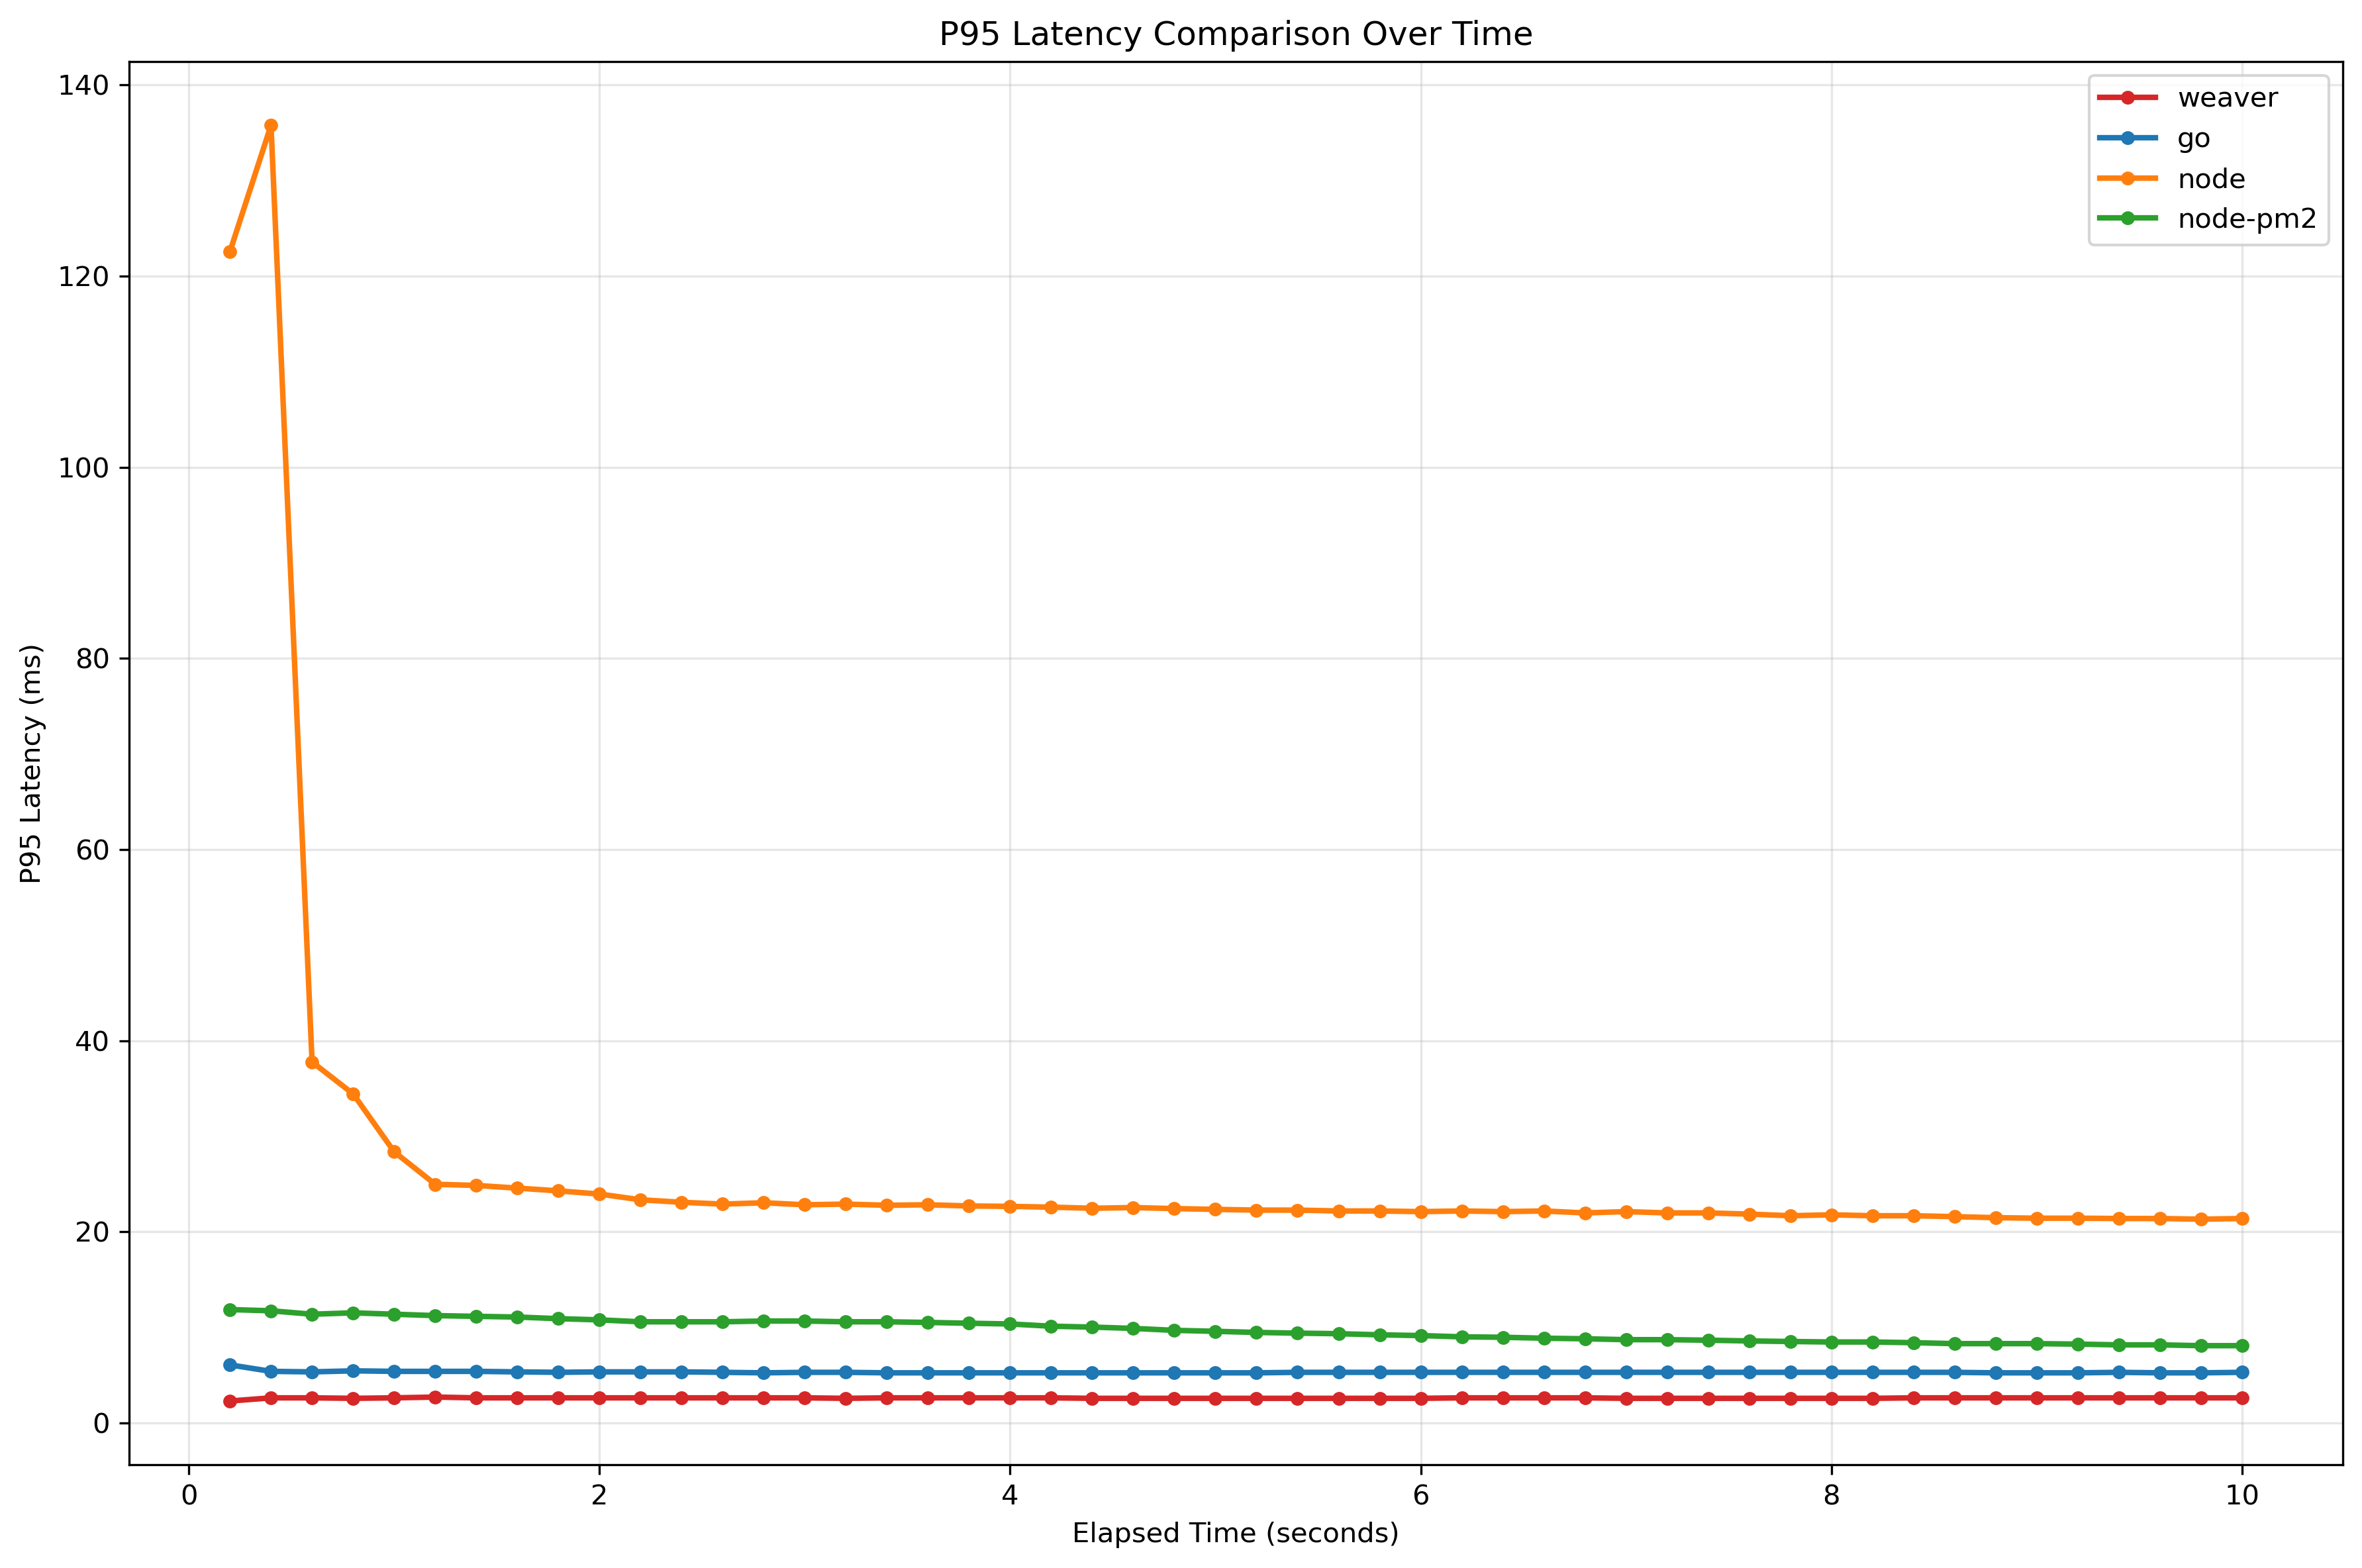 P95 Latency Comparison Over Time
140
120
100
80
60
40
20
0
P95 Latency (ms)
weaver
go
node
node-pm2
0 2 4 6 8 10
Elapsed Time (seconds)